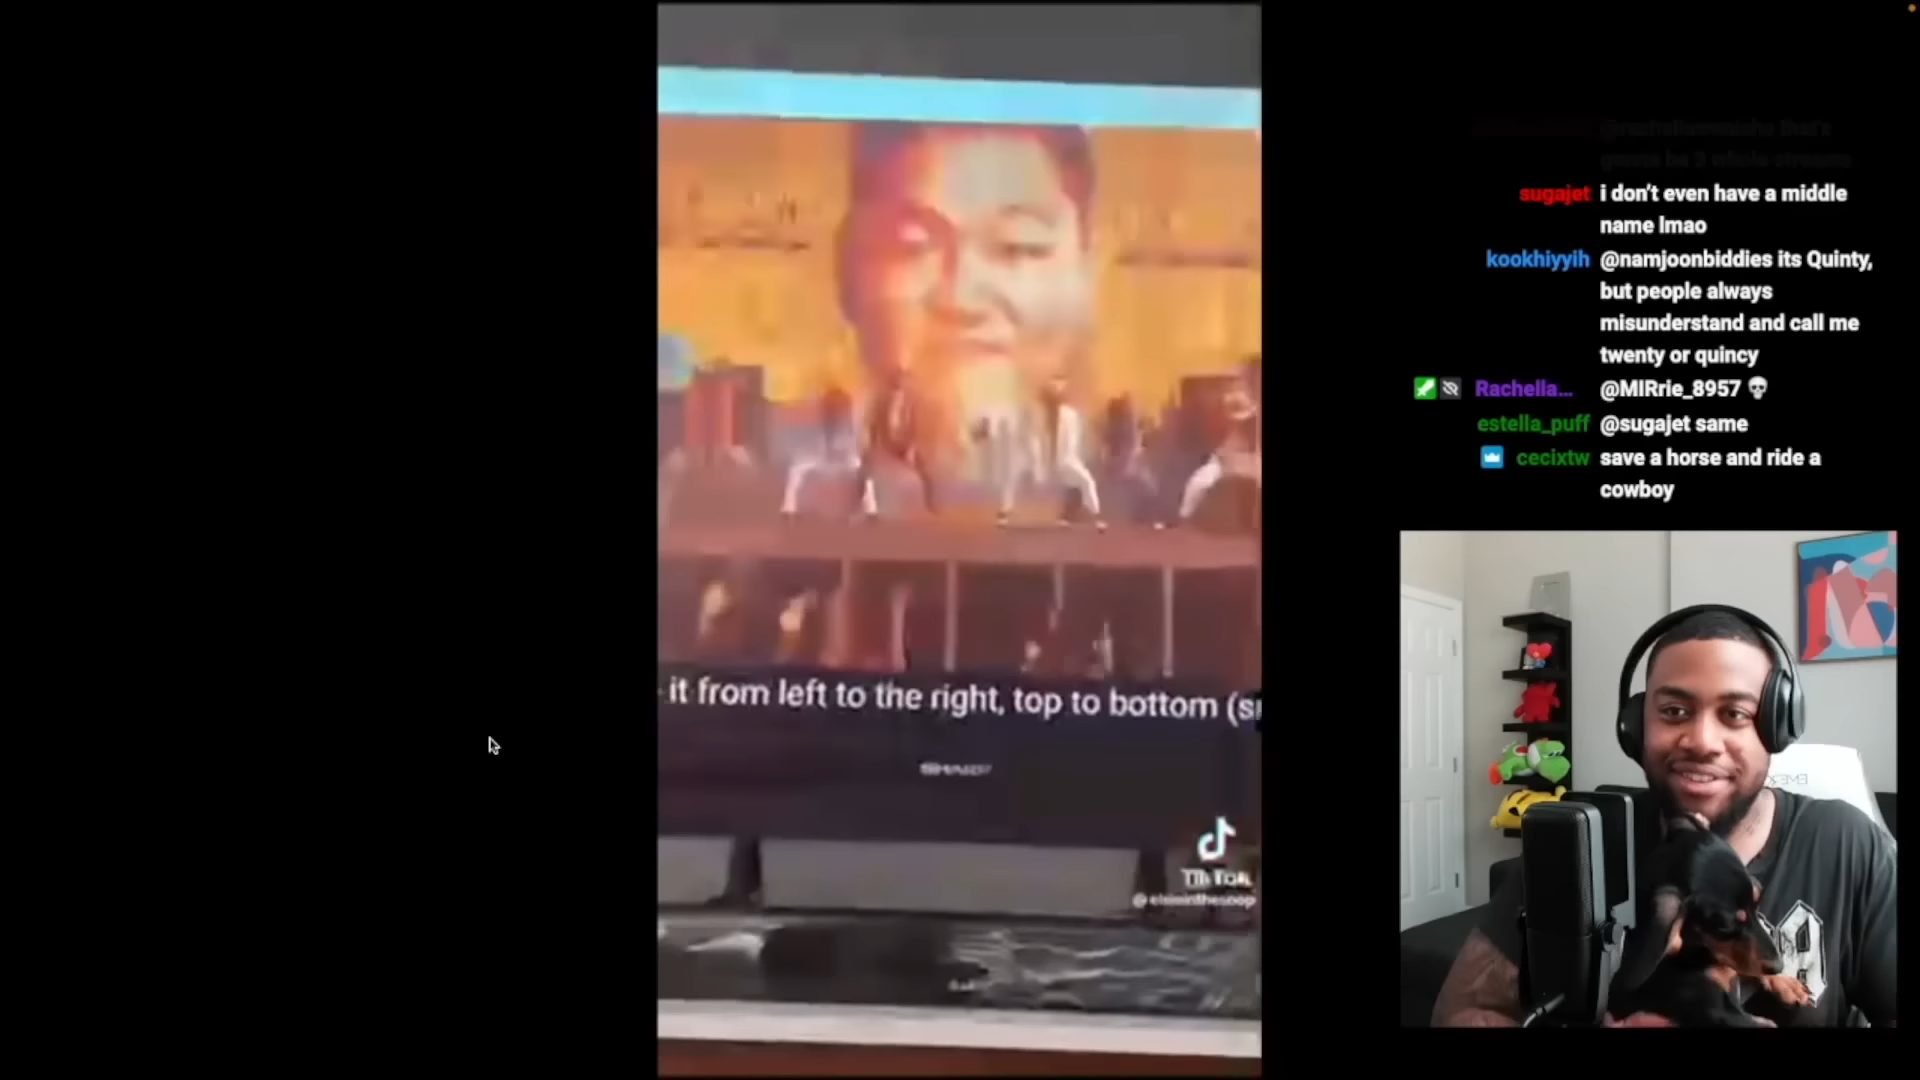 it from left to the right, top to bottom (s
SHARP
TikTok
sugajet i don't even have a middle
name lmao
kookhiyyih @namjoonbiddies its Quinty,
but people always
misunderstand and call me
twenty or quincy
Rachella... @MIRrie_8957 💀
estella_puff @sugajet same
cecixtw save a horse and ride a
cowboy